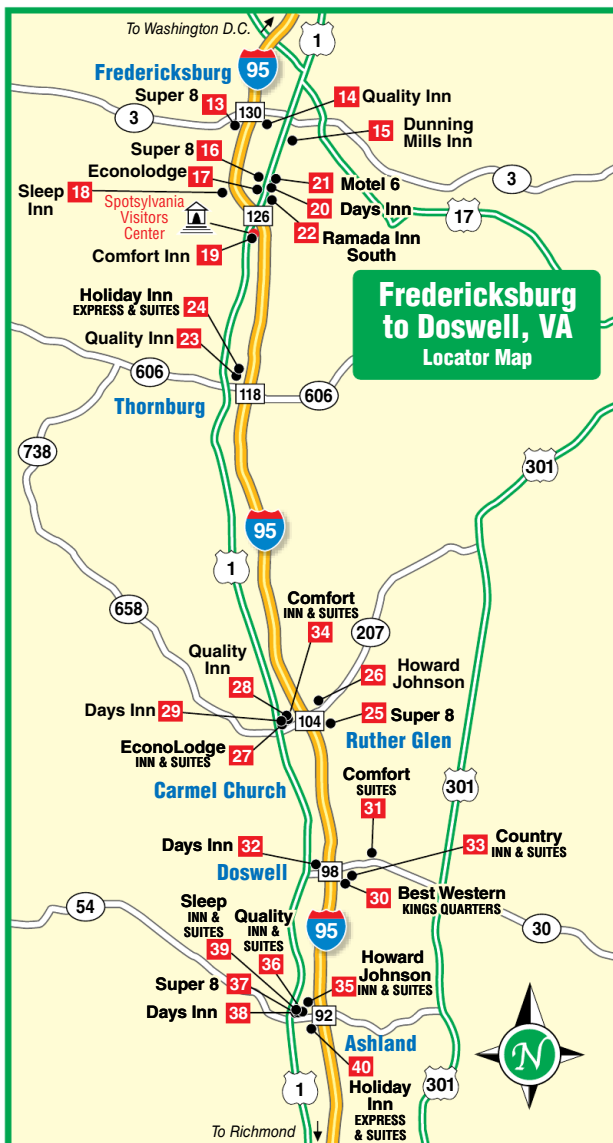 To Washington D.C.
1
Fredericksburg
95
Super 8 13
130
14 Quality Inn
3
15 Dunning
Mills Inn
Super 8 16
Econolodge 17
21 Motel 6
3
Sleep
Inn 18
20 Days Inn
Spotsylvania
Visitors
Center
126
17
22 Ramada Inn
South
Comfort Inn 19
Fredericksburg
to Doswell, VA
Locator Map
Holiday Inn
EXPRESS & SUITES 24
Quality Inn 23
606
118
606
Thornburg
738
301
95
1
658
Comfort
INN & SUITES
34
207
Quality
Inn
28
26 Howard
Johnson
Days Inn 29
104
25 Super 8
EconoLodge
INN & SUITES
27
Ruther Glen
Carmel Church
301
Comfort
SUITES
31
Days Inn 32
33 Country
INN & SUITES
Doswell
98
30 Best Western
KINGS QUARTERS
54
30
Sleep
INN &
SUITES
39
Quality
INN &
SUITES
36
95
Howard
Johnson
INN & SUITES
35
Super 8 37
Days Inn 38
92
Ashland
40
Holiday
Inn
EXPRESS
& SUITES
N
1
301
To Richmond